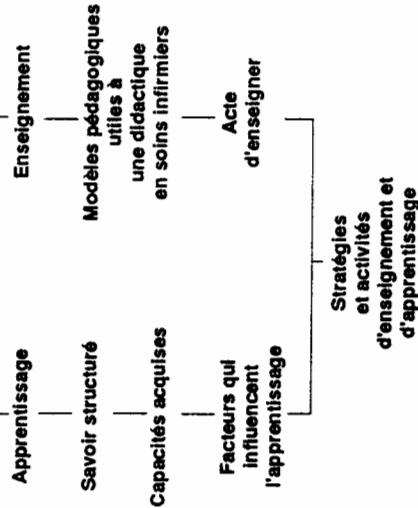 Apprentissage
Savoir structuré
Capacités acquises
Facteurs qui
influencent
l'apprentissage
Enseignement
Modèles pédagogiques
utiles à
une didactique
en soins infirmiers
Acte
d'enseigner
Stratégies
et activités
d'enseignement et
d'apprentissage